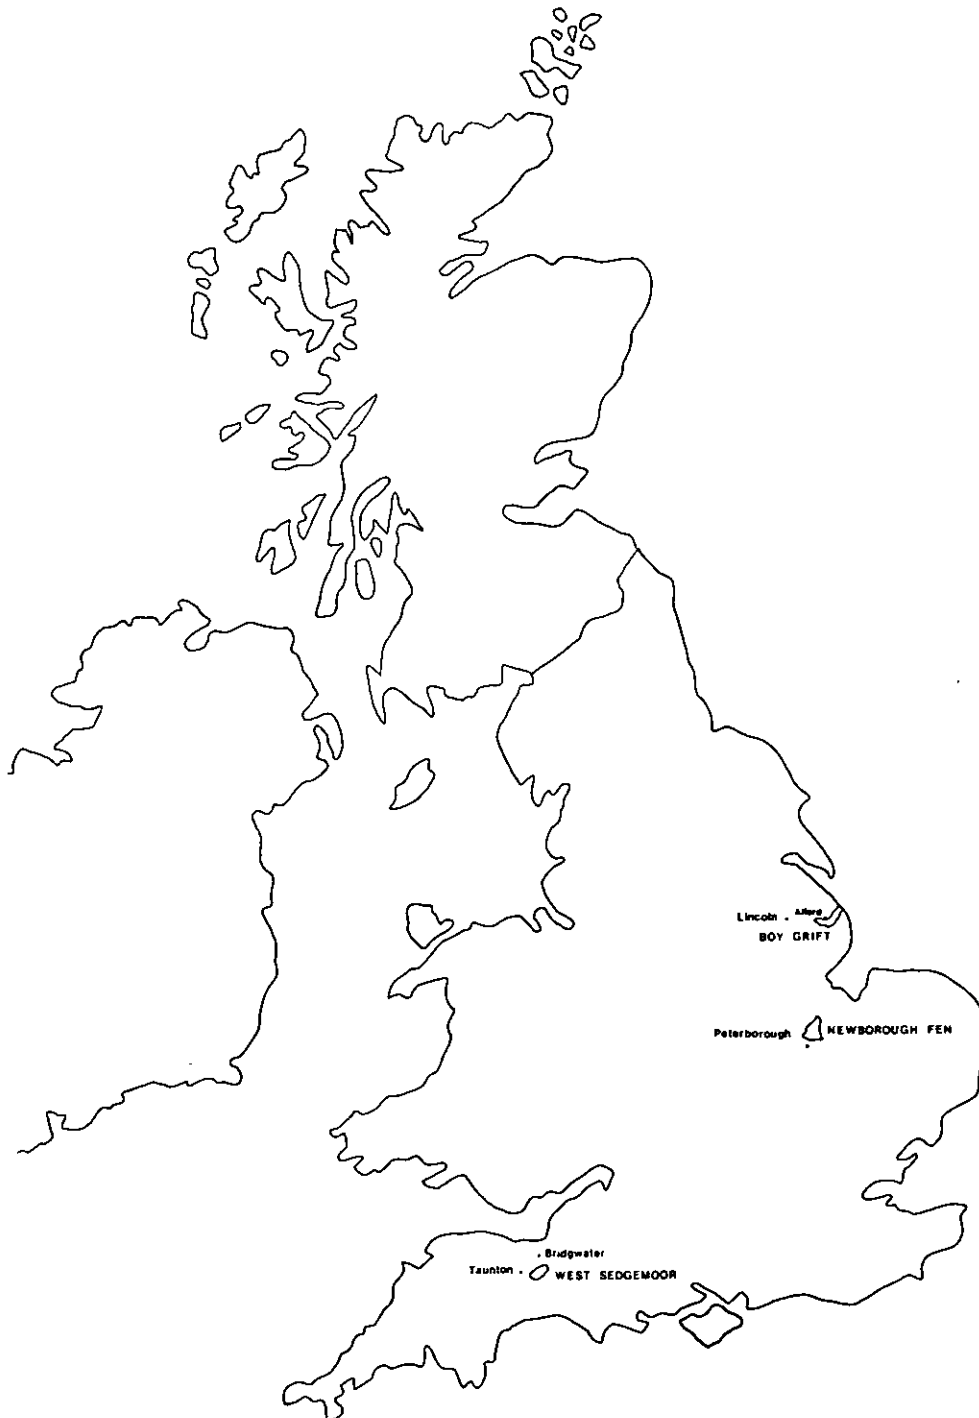 Lincoln
Alford
BOY GRIFT
Peterborough
NEWBOROUGH FEN
Bridgwater
Taunton
WEST SEDGEMOOR